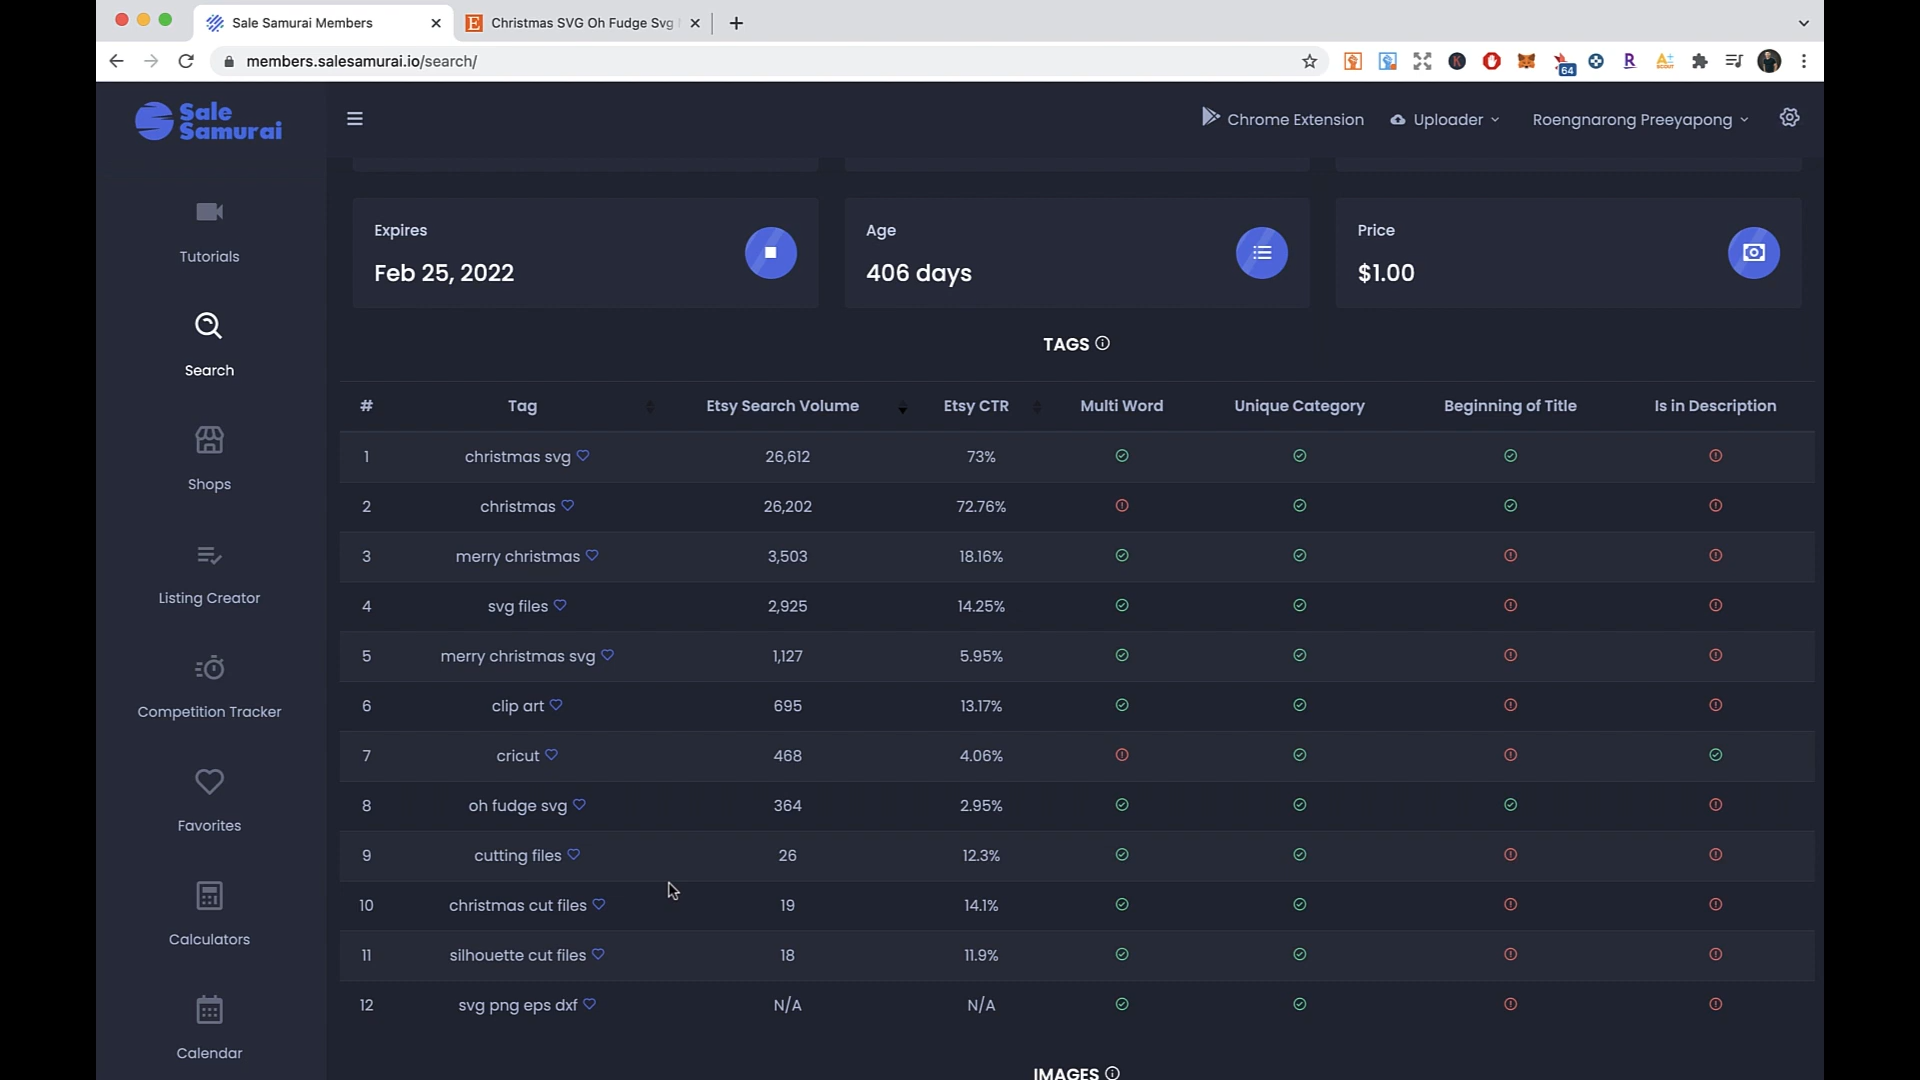 Sale Samurai Members
Christmas SVG Oh Fudge Svg
members.salesamurai.io/search/
64
Sale
Samurai
Chrome Extension
Uploader
Roengnarong Preeyapong
Tutorials
Search
Shops
Listing Creator
Competition Tracker
Favorites
Calculators
Calendar
Expires
Feb 25, 2022
Age
406 days
Price
$1.00
TAGS
# Tag Etsy Search Volume Etsy CTR Multi Word Unique Category Beginning of Title Is in Description
1 christmas svg 26,612 73%
2 christmas 26,202 72.76%
3 merry christmas 3,503 18.16%
4 svg files 2,925 14.25%
5 merry christmas svg 1,127 5.95%
6 clip art 695 13.17%
7 cricut 468 4.06%
8 oh fudge svg 364 2.95%
9 cutting files 26 12.3%
10 christmas cut files 19 14.1%
11 silhouette cut files 18 11.9%
12 svg png eps dxf N/A N/A
IMAGES